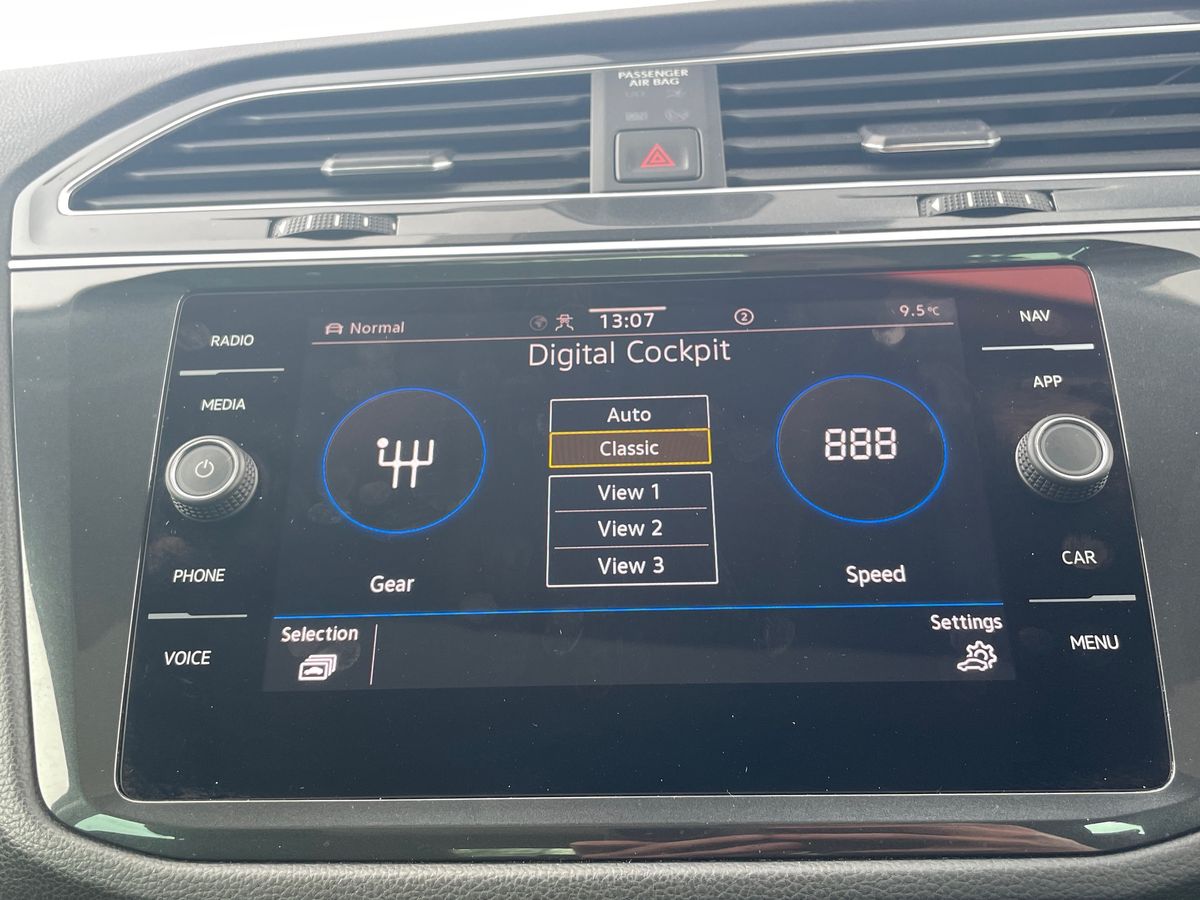 PASSENGER
AIR BAG
RADIO
MEDIA
PHONE
VOICE
Normal
13:07
2
9.5°C
Digital Cockpit
Auto
Classic
View 1
View 2
View 3
Gear
888
Speed
Selection
Settings
NAV
APP
CAR
MENU